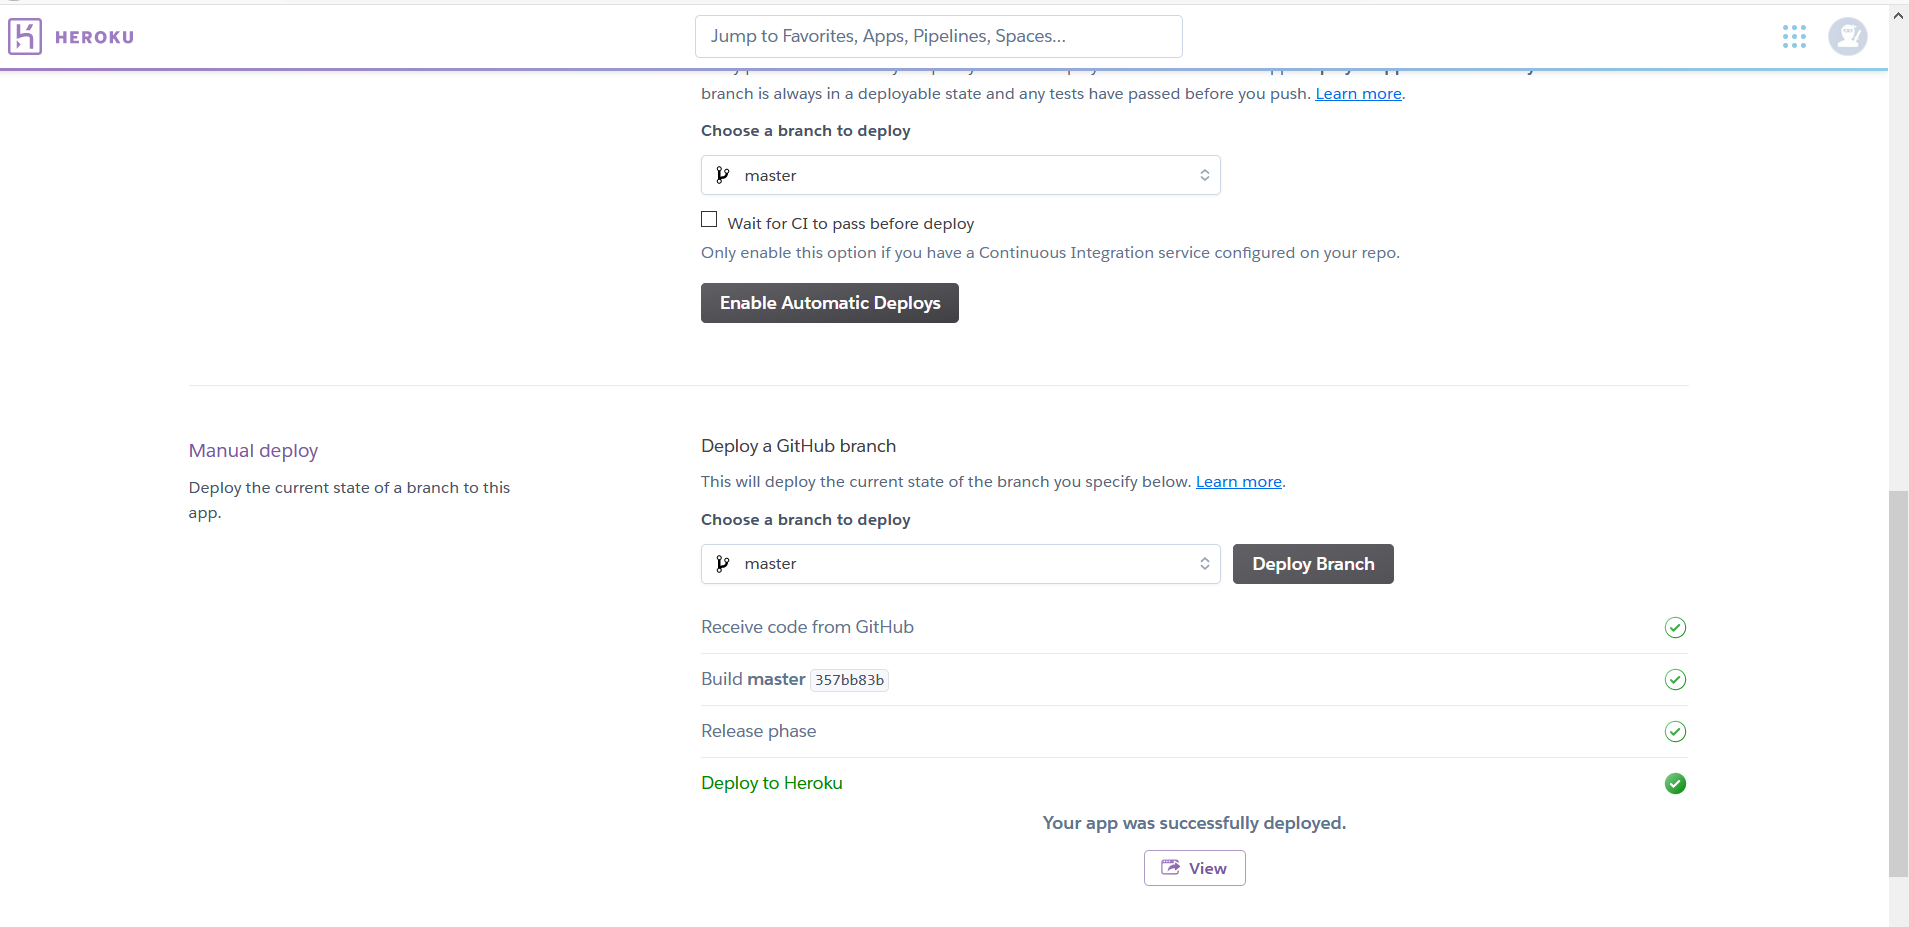 HEROKU
Jump to Favorites, Apps, Pipelines, Spaces...
branch is always in a deployable state and any tests have passed before you push. Learn more.
Choose a branch to deploy
master
Wait for CI to pass before deploy
Only enable this option if you have a Continuous Integration service configured on your repo.
Enable Automatic Deploys
Manual deploy
Deploy the current state of a branch to this
app.
Deploy a GitHub branch
This will deploy the current state of the branch you specify below. Learn more.
Choose a branch to deploy
master
Deploy Branch
Receive code from GitHub
Build master 357bb83b
Release phase
Deploy to Heroku
Your app was successfully deployed.
View